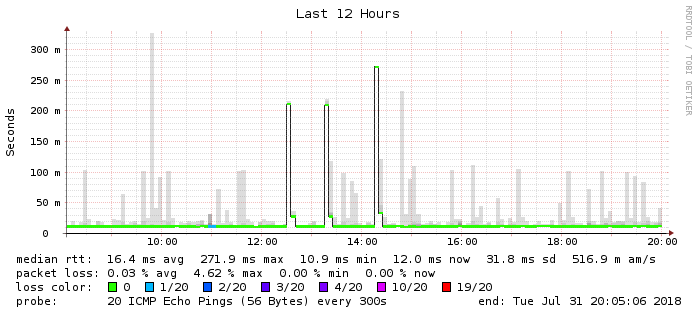 Last 12 Hours
RRDTOOL / TOBI OETIKER
Seconds
300 m
250 m
200 m
150 m
100 m
50 m
0
10:00 12:00 14:00 16:00 18:00 20:00
median rtt: 16.4 ms avg 271.9 ms max 10.9 ms min 12.0 ms now 31.8 ms sd 516.9 m am/s
packet loss: 0.03 % avg 4.62 % max 0.00 % min 0.00 % now
loss color: 0 1/20 2/20 3/20 4/20 10/20 19/20
probe: 20 ICMP Echo Pings (56 Bytes) every 300s end: Tue Jul 31 20:05:06 2018